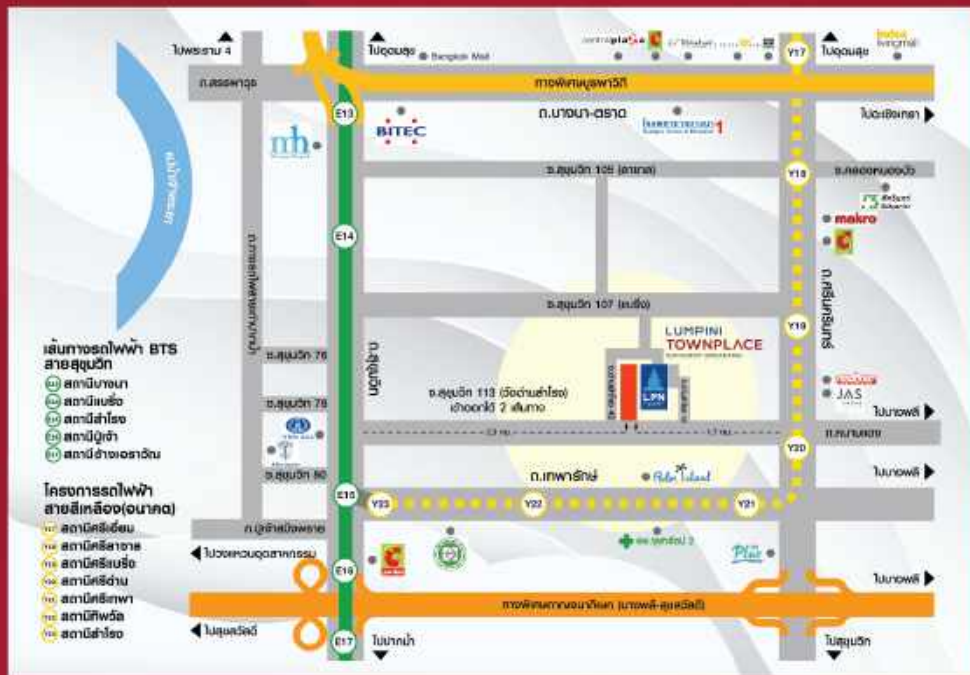 ไปพระราม 4
ไปอุดมสุข
Bangkok Mall
centralplaza
Y17
ไปอุดมสุข
index
livingmall
ถ.สรรพาวุธ
ทางพิเศษบูรพาวิถี
E13
BITEC
ถ.บางนา-ตราด
ไปฉะเชิงเทรา
ซ.สุขุมวิท 105 (ลาซาล)
Y18
ซ.คลองหนองบัว
makro
E14
ถ.ศรีนครินทร์
ถ.สุขุมวิท
ซ.สุขุมวิท 107 (แบริ่ง)
Y19
LUMPINI
TOWNPLACE
เส้นทางรถไฟฟ้า BTS
สายสุขุมวิท
สถานีบางนา
สถานีแบริ่ง
สถานีสำโรง
สถานีปู่เจ้า
สถานีช้างเอราวัณ
ซ.สุขุมวิท 76
ซ.สุขุมวิท 78
ซ.สุขุมวิท 80
ซ.สุขุมวิท 113 (วัดด่านสำโรง)
เข้าออกได้ 2 เส้นทาง
LPN
JAS
ไปบางพลี
ถ.หนามแดง
Y20
ถ.เทพารักษ์
Palm Island
ไปบางพลี
E15
Y23
Y22
Y21
โครงการรถไฟฟ้า
สายสีเหลือง(อนาคต)
สถานีศรีเอี่ยม
สถานีศรีลาซาล
สถานีศรีแบริ่ง
สถานีศรีด่าน
สถานีศรีเทพา
สถานีทิพวัล
สถานีสำโรง
ถ.ปู่เจ้าสมิงพราย
ไปวงแหวนอุตสาหกรรม
E16
Plus
ไปบางพลี
ทางพิเศษกาญจนาภิเษก (บางพลี-สุขสวัสดิ์)
ไปสุขสวัสดิ์
E17
ไปปากน้ำ
ไปสุขุมวิท